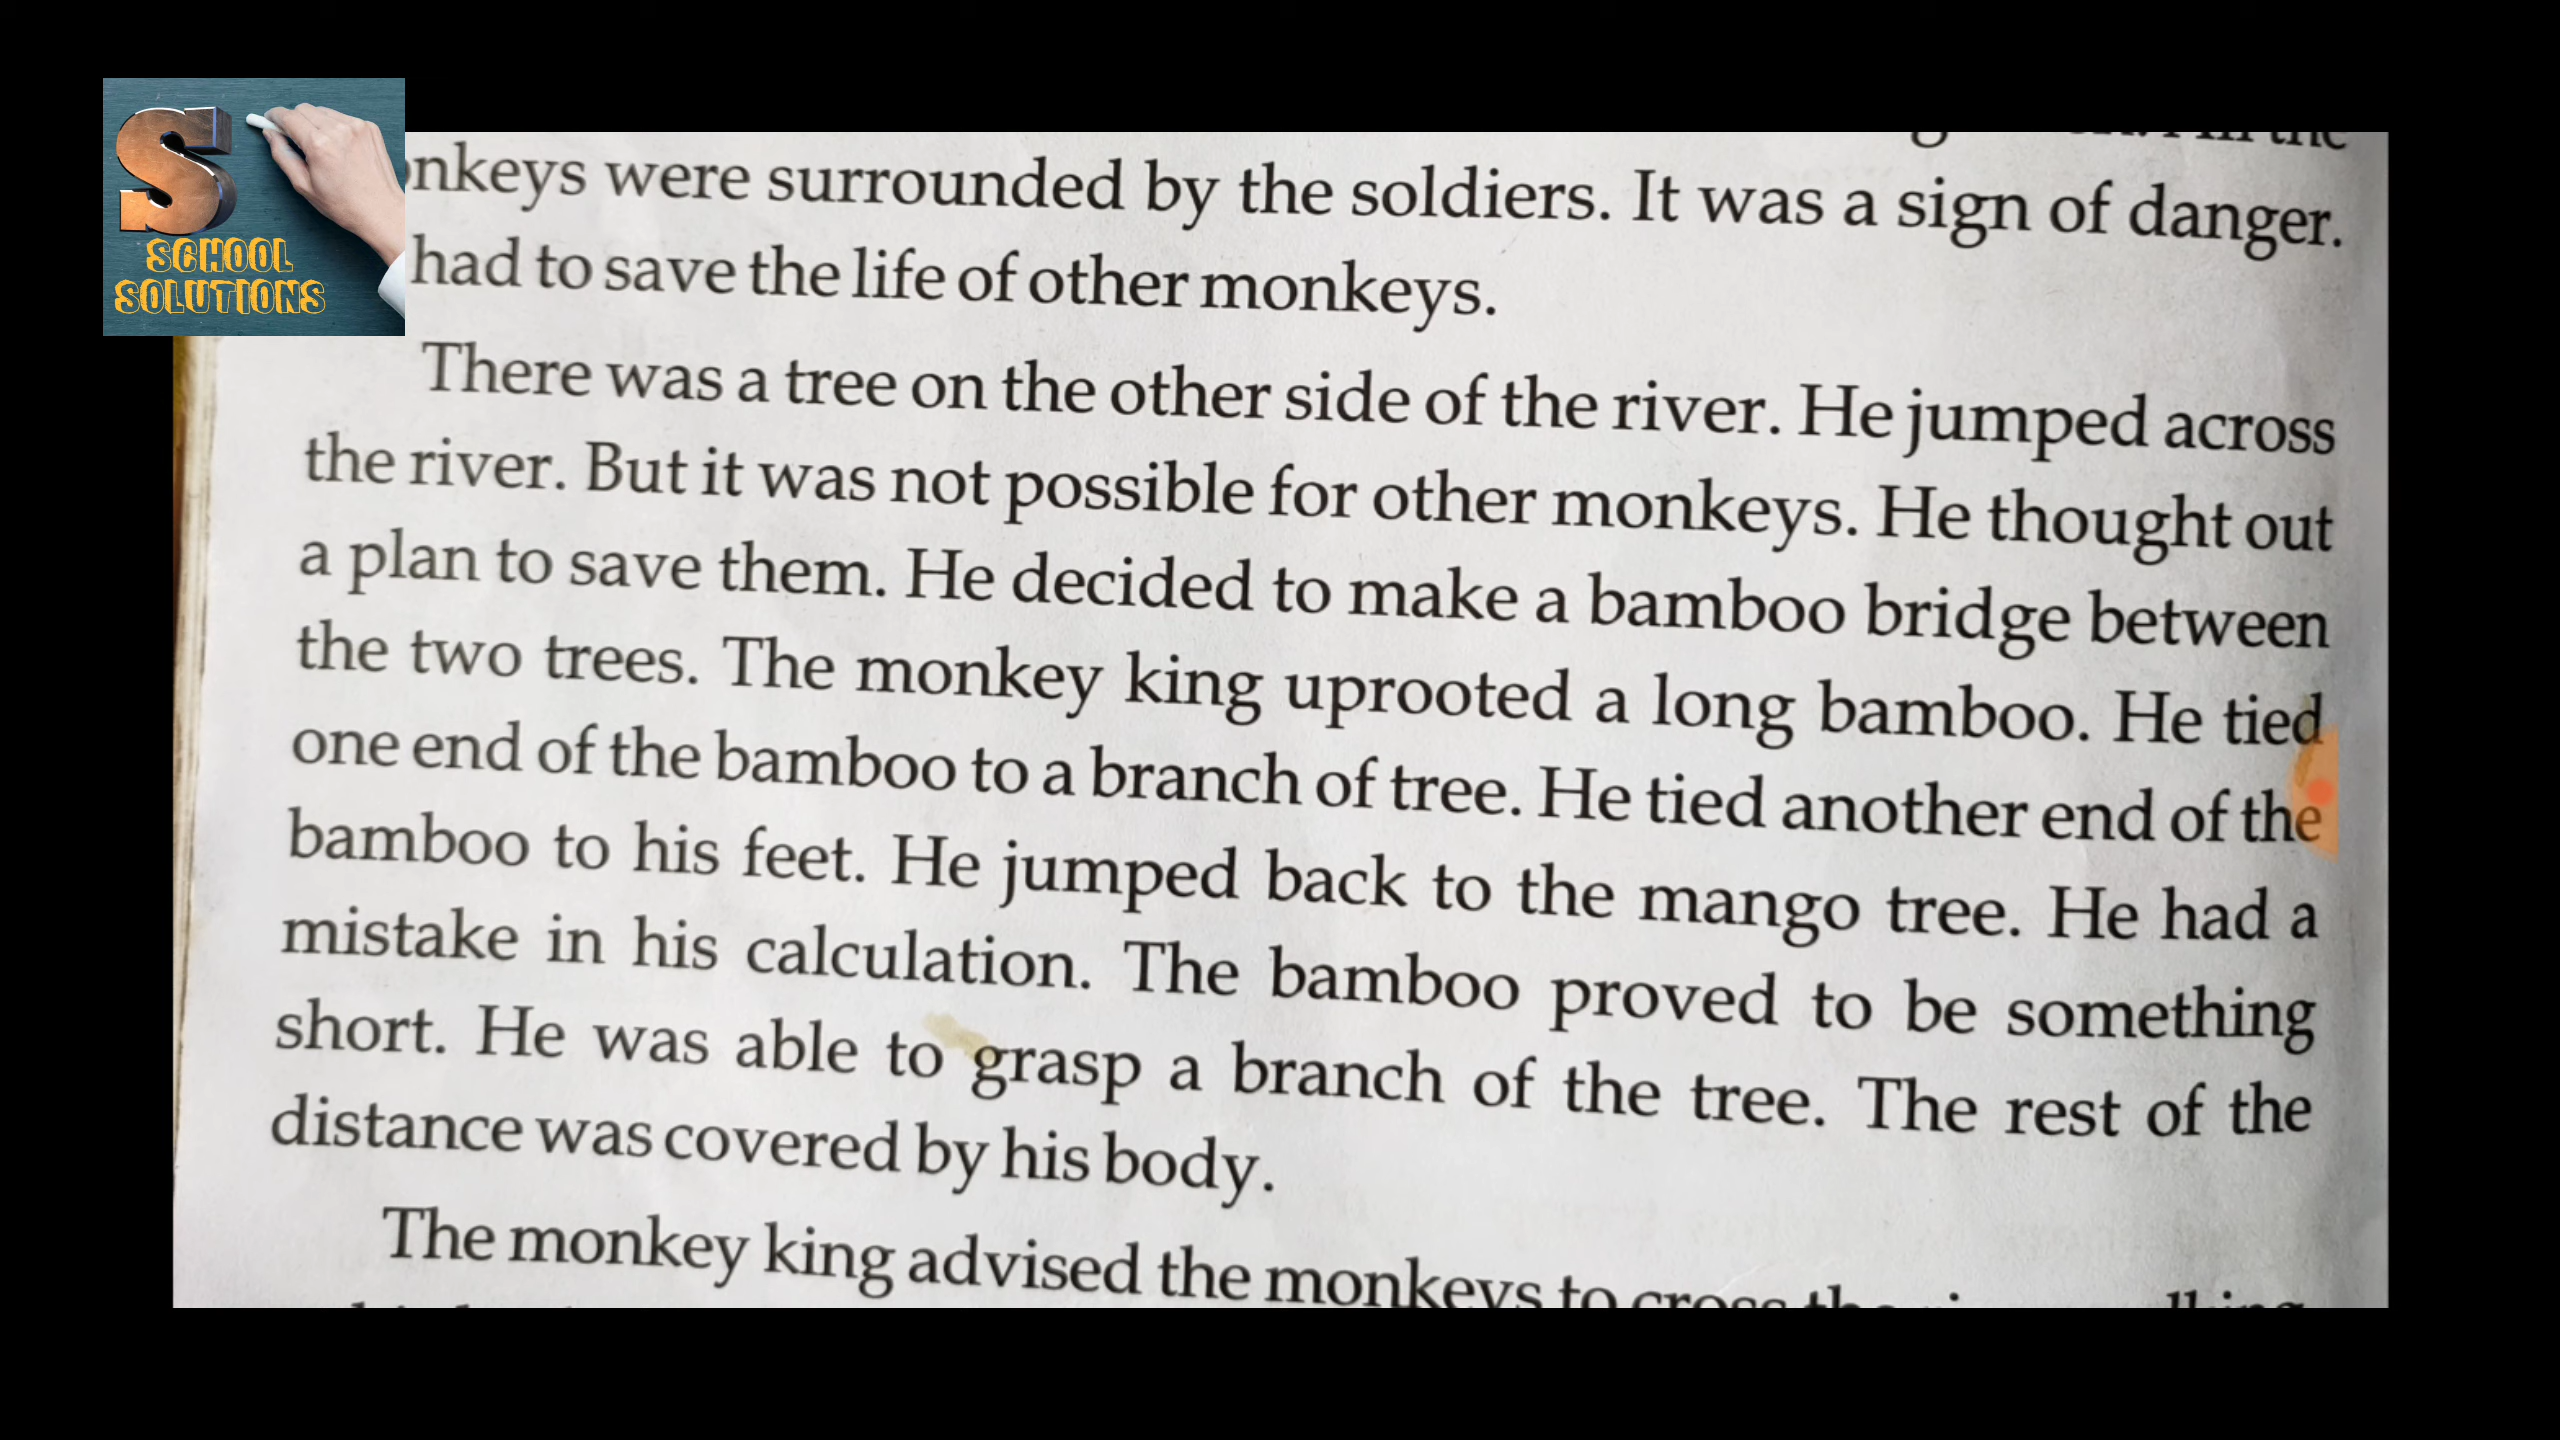 S
SCHOOL
SOLUTIONS
the
onkeys were surrounded by the soldiers. It was a sign of danger.
had to save the life of other monkeys.
There was a tree on the other side of the river. He jumped across
the river. But it was not possible for other monkeys. He thought out
a plan to save them. He decided to make a bamboo bridge between
the two trees. The monkey king uprooted a long bamboo. He tied
one end of the bamboo to a branch of tree. He tied another end of the
bamboo to his feet. He jumped back to the mango tree. He had a
mistake in his calculation. The bamboo proved to be something
short. He was able to grasp a branch of the tree. The rest of the
distance was covered by his body.
The monkey king advised the monkeys to cross the